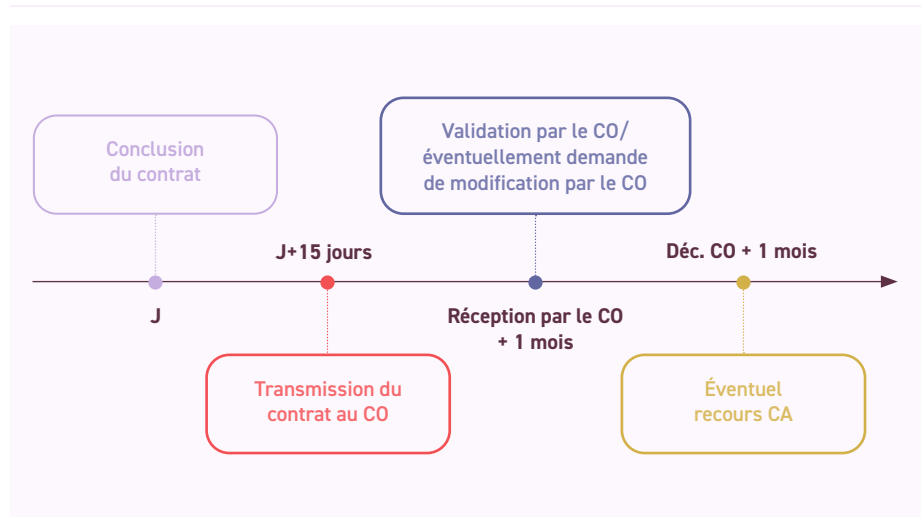 Conclusion
du contrat
Validation par le CO/
éventuellement demande
de modification par le CO
J+15 jours
Déc. CO + 1 mois
J
Réception par le CO
+ 1 mois
Transmission du
contrat au CO
Éventuel
recours CA